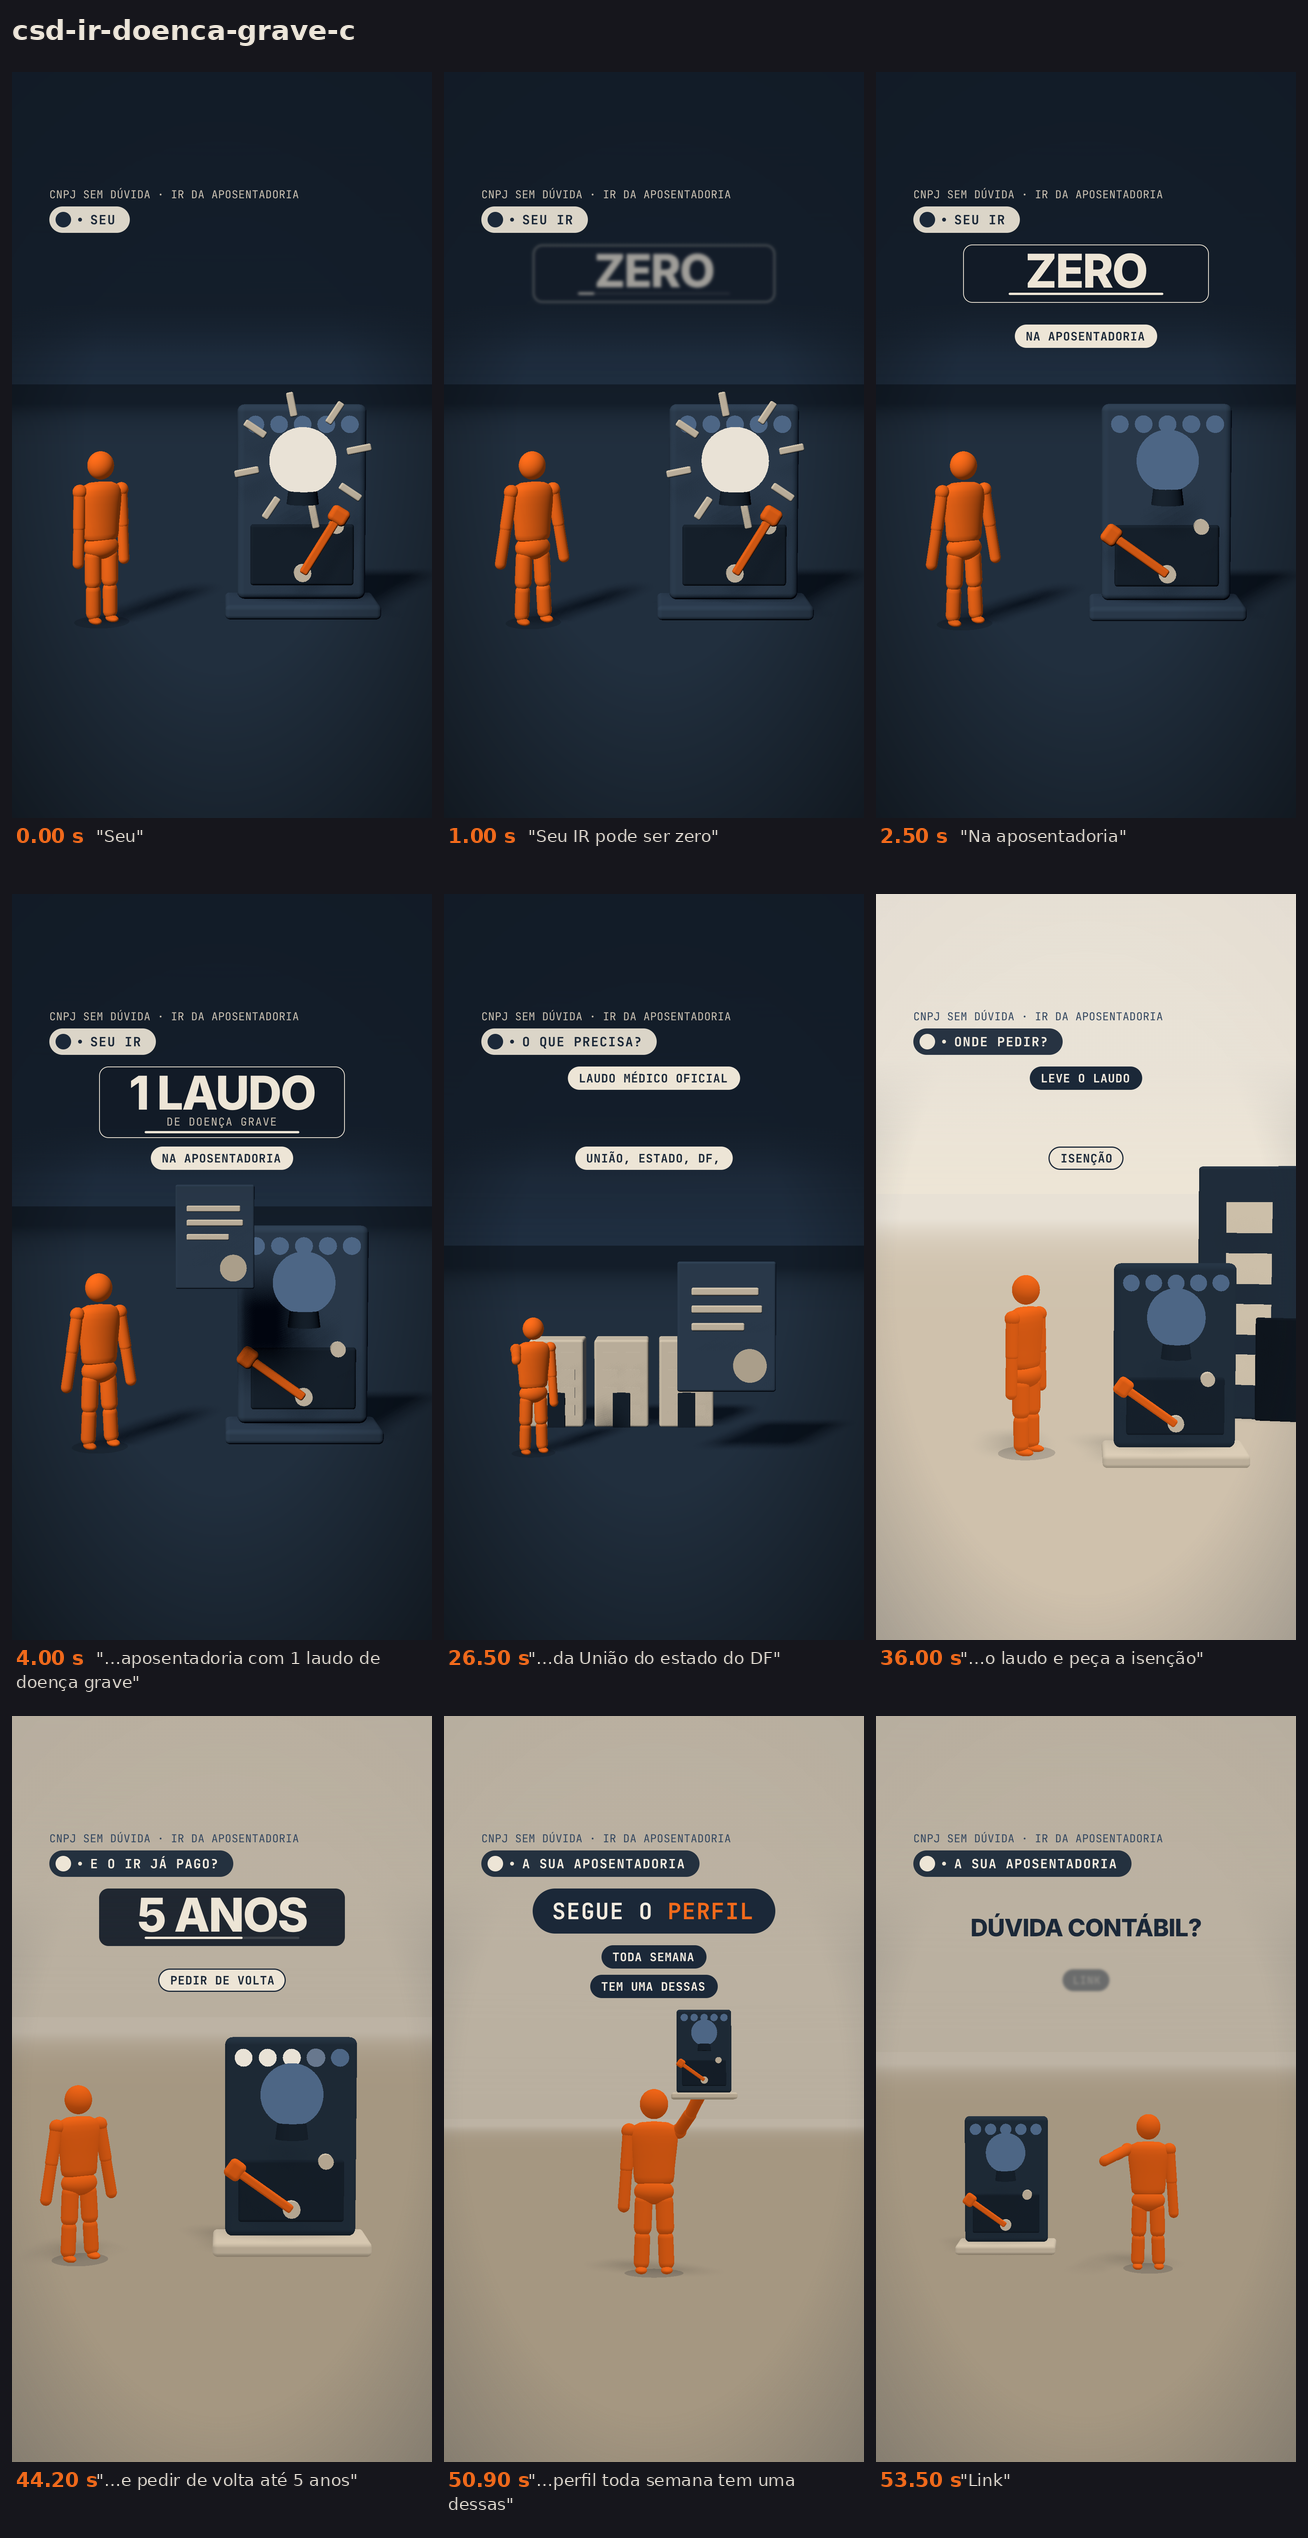 csd-ir-doenca-grave-c
CNPJ SEM DÚVIDA · IR DA APOSENTADORIA
• SEU
0.00 s "Seu"
CNPJ SEM DÚVIDA · IR DA APOSENTADORIA
• SEU IR
_ZERO
1.00 s "Seu IR pode ser zero"
CNPJ SEM DÚVIDA · IR DA APOSENTADORIA
• SEU IR
ZERO
NA APOSENTADORIA
2.50 s "Na aposentadoria"
CNPJ SEM DÚVIDA · IR DA APOSENTADORIA
• SEU IR
1 LAUDO
DE DOENÇA GRAVE
NA APOSENTADORIA
4.00 s "...aposentadoria com 1 laudo de
doença grave"
CNPJ SEM DÚVIDA · IR DA APOSENTADORIA
• O QUE PRECISA?
LAUDO MÉDICO OFICIAL
UNIÃO, ESTADO, DF,
26.50 s "...da União do estado do DF"
CNPJ SEM DÚVIDA · IR DA APOSENTADORIA
• ONDE PEDIR?
LEVE O LAUDO
ISENÇÃO
36.00 s "...o laudo e peça a isenção"
CNPJ SEM DÚVIDA · IR DA APOSENTADORIA
• E O IR JÁ PAGO?
5 ANOS
PEDIR DE VOLTA
44.20 s "...e pedir de volta até 5 anos"
CNPJ SEM DÚVIDA · IR DA APOSENTADORIA
• A SUA APOSENTADORIA
SEGUE O PERFIL
TODA SEMANA
TEM UMA DESSAS
50.90 s "...perfil toda semana tem uma
dessas"
CNPJ SEM DÚVIDA · IR DA APOSENTADORIA
• A SUA APOSENTADORIA
DÚVIDA CONTÁBIL?
LINK
53.50 s "Link"